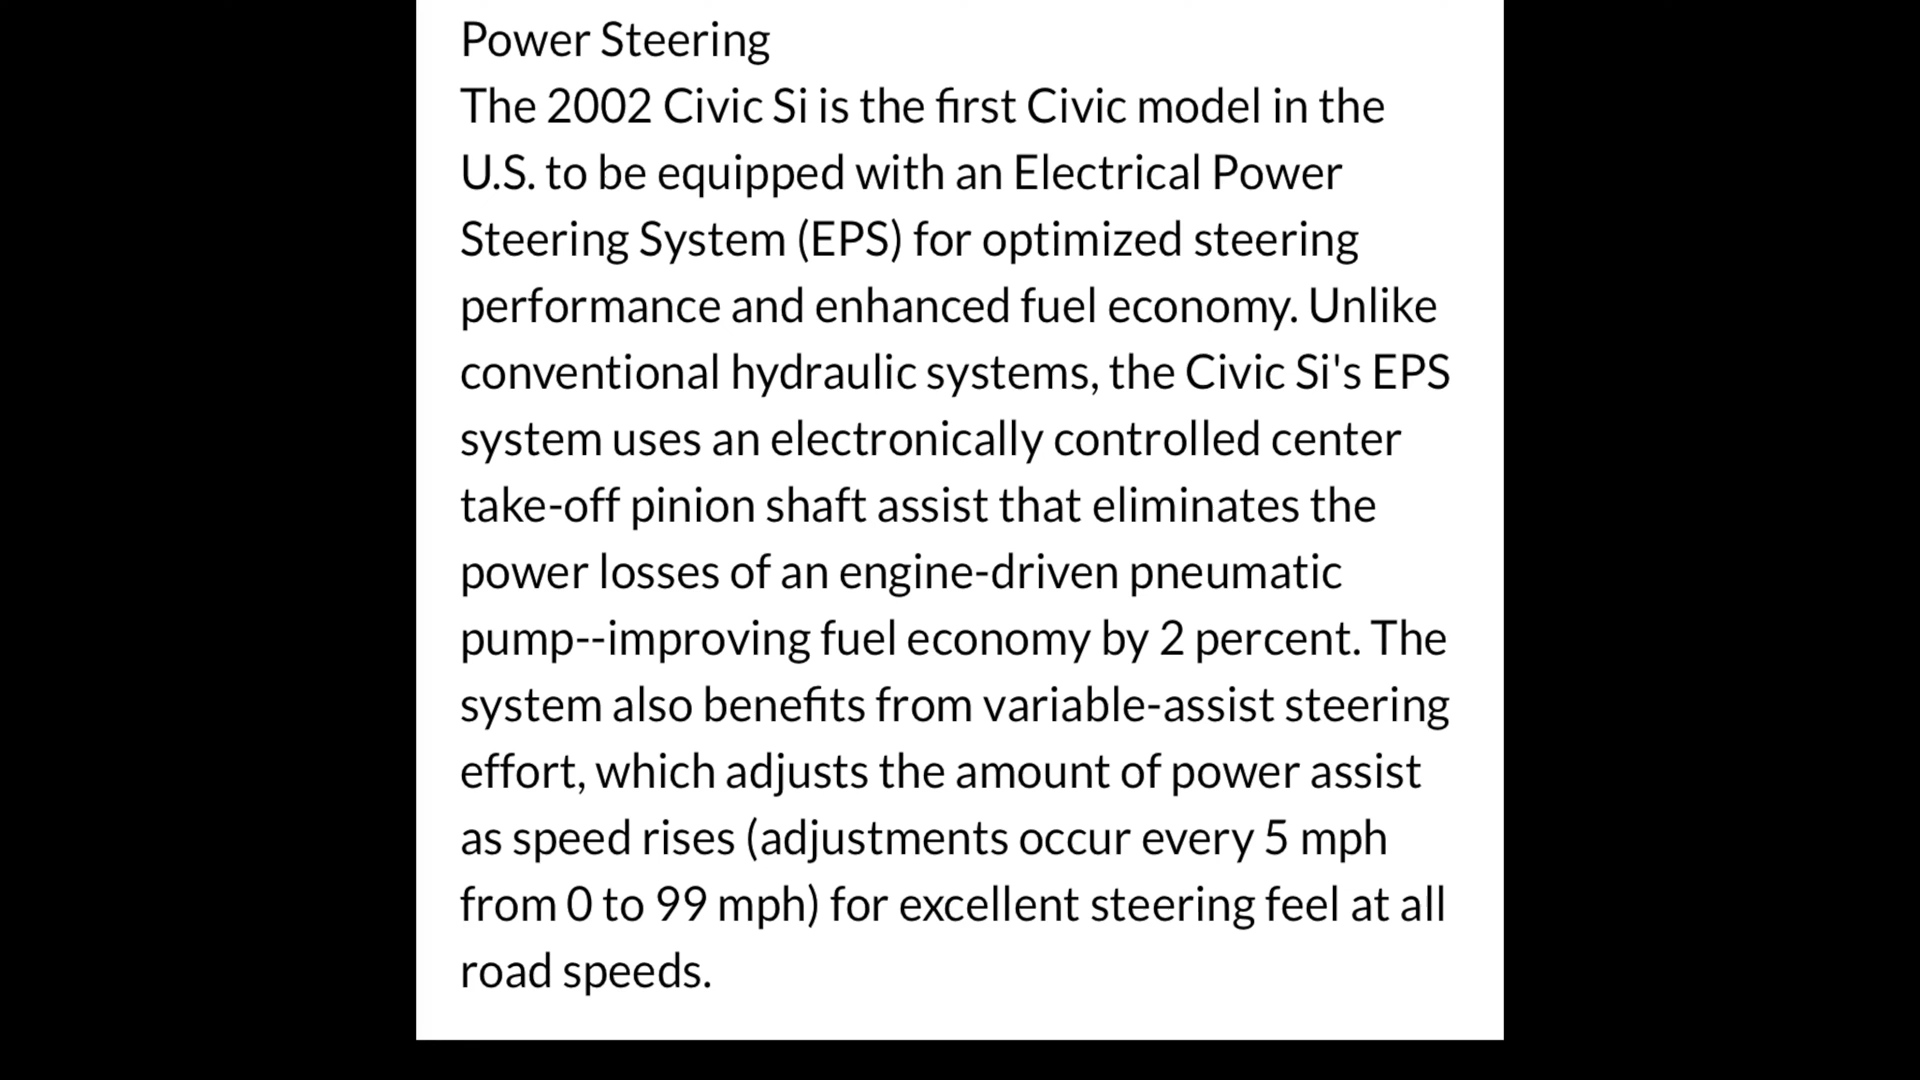 Power Steering
The 2002 Civic Si is the first Civic model in the
U.S. to be equipped with an Electrical Power
Steering System (EPS) for optimized steering
performance and enhanced fuel economy. Unlike
conventional hydraulic systems, the Civic Si's EPS
system uses an electronically controlled center
take-off pinion shaft assist that eliminates the
power losses of an engine-driven pneumatic
pump--improving fuel economy by 2 percent. The
system also benefits from variable-assist steering
effort, which adjusts the amount of power assist
as speed rises (adjustments occur every 5 mph
from 0 to 99 mph) for excellent steering feel at all
road speeds.